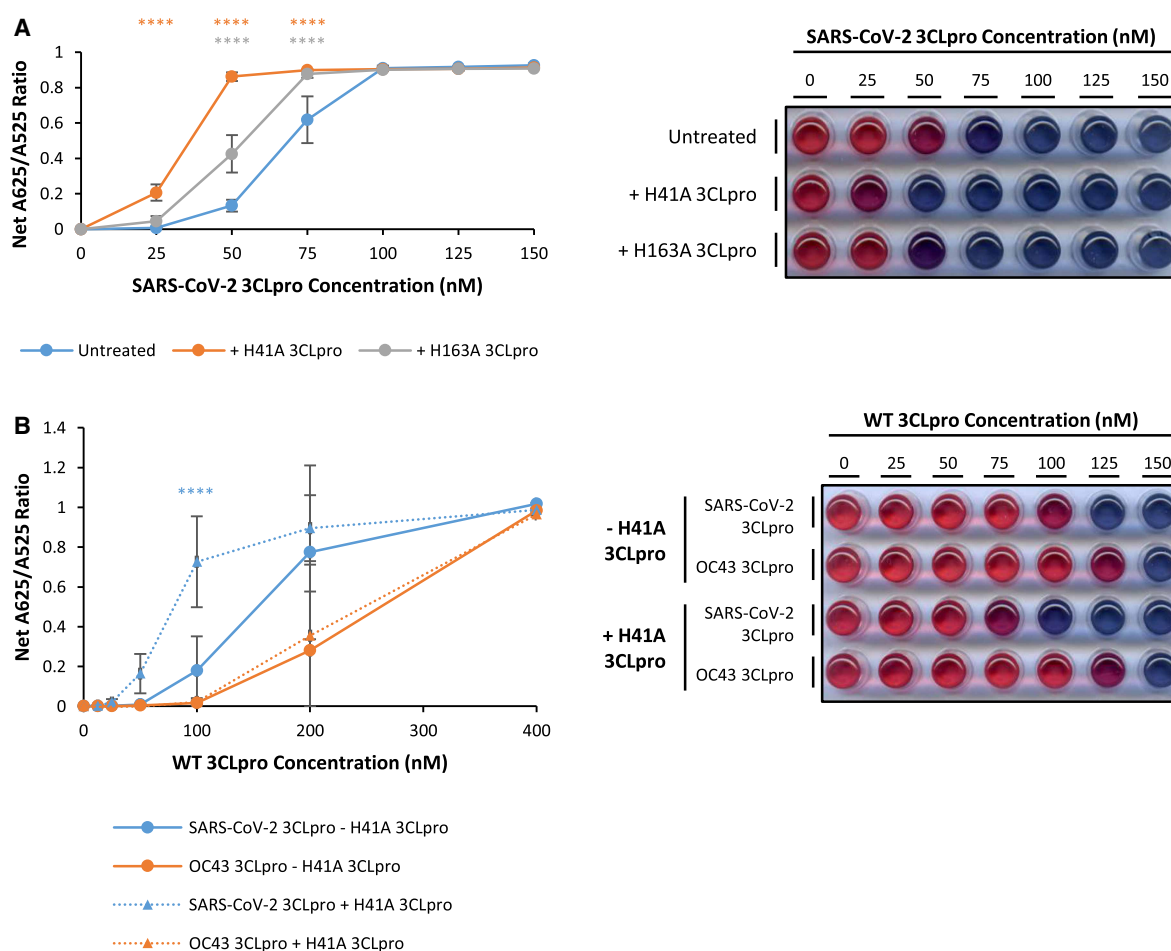 A
**** **** ****
**** ****
Net A625/A525 Ratio
1
0.8
0.6
0.4
0.2
0
0 25 50 75 100 125 150
SARS-CoV-2 3CLpro Concentration (nM)
Untreated + H41A 3CLpro + H163A 3CLpro
SARS-CoV-2 3CLpro Concentration (nM)
0 25 50 75 100 125 150
Untreated
+ H41A 3CLpro
+ H163A 3CLpro
B
Net A625/A525 Ratio
1.4
1.2
1
0.8
0.6
0.4
0.2
0
****
0 100 200 300 400
WT 3CLpro Concentration (nM)
SARS-CoV-2 3CLpro - H41A 3CLpro
OC43 3CLpro - H41A 3CLpro
SARS-CoV-2 3CLpro + H41A 3CLpro
OC43 3CLpro + H41A 3CLpro
WT 3CLpro Concentration (nM)
0 25 50 75 100 125 150
- H41A
3CLpro
SARS-CoV-2
3CLpro
OC43 3CLpro
+ H41A
3CLpro
SARS-CoV-2
3CLpro
OC43 3CLpro